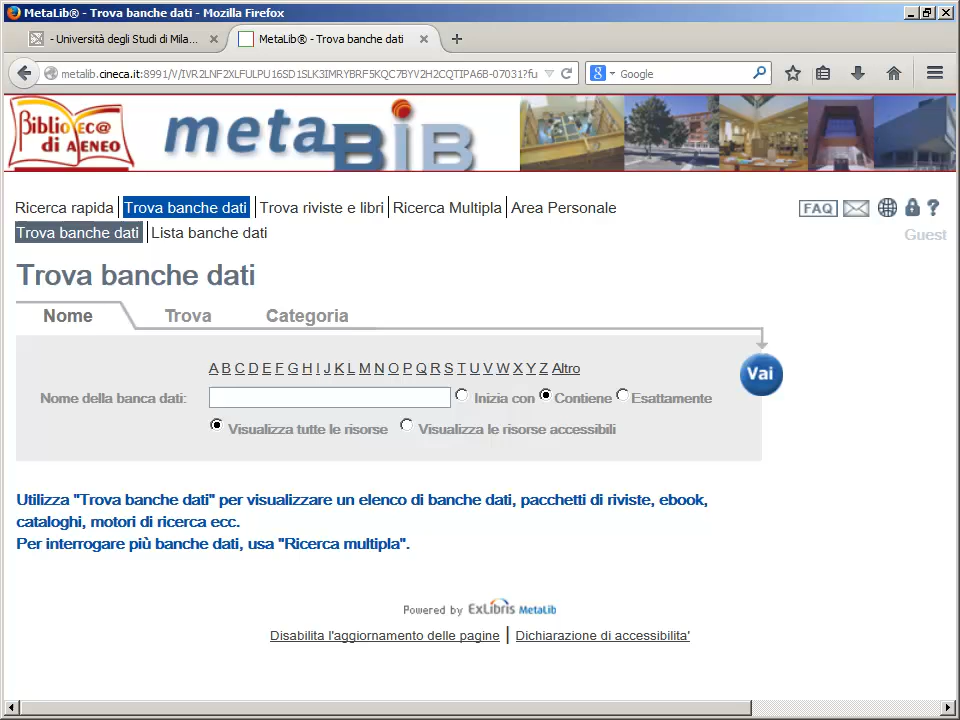 MetaLib® - Trova banche dati - Mozilla Firefox
- Università degli Studi di Mila...
MetaLib® - Trova banche dati
metalib.cineca.it:8991/V/IVR2LNF2XLFULPU16SD1SLK3IMRYBRF5KQC7BYV2H2CQTIPA6B-07031?fu
Google
Bibliotec@
di ATENEO
metaBiB
Ricerca rapida Trova banche dati Trova riviste e libri Ricerca Multipla Area Personale
FAQ ?
Trova banche dati Lista banche dati
Guest
Trova banche dati
Nome Trova Categoria
A B C D E F G H I J K L M N O P Q R S T U V W X Y Z Altro
Vai
Nome della banca dati: Inizia con Contiene Esattamente
Visualizza tutte le risorse Visualizza le risorse accessibili
Utilizza "Trova banche dati" per visualizzare un elenco di banche dati, pacchetti di riviste, ebook,
cataloghi, motori di ricerca ecc.
Per interrogare più banche dati, usa "Ricerca multipla".
Powered by ExLibris MetaLib
Disabilita l'aggiornamento delle pagine | Dichiarazione di accessibilita'